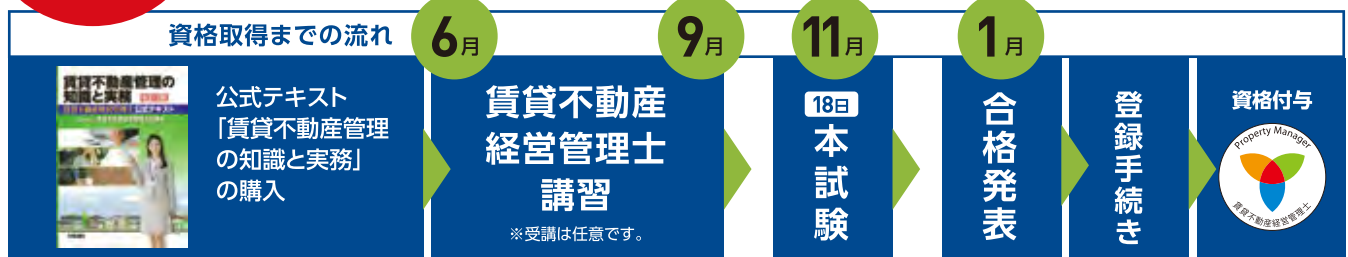 資格取得までの流れ
6月
9月
11月
1月
賃貸不動産管理の
知識と実務
公式テキスト
「賃貸不動産管理
の知識と実務」
の購入
賃貸不動産
経営管理士
講習
※受講は任意です。
18日
本試験
合格発表
登録手続き
資格付与
Property Manager
賃貸不動産経営管理士